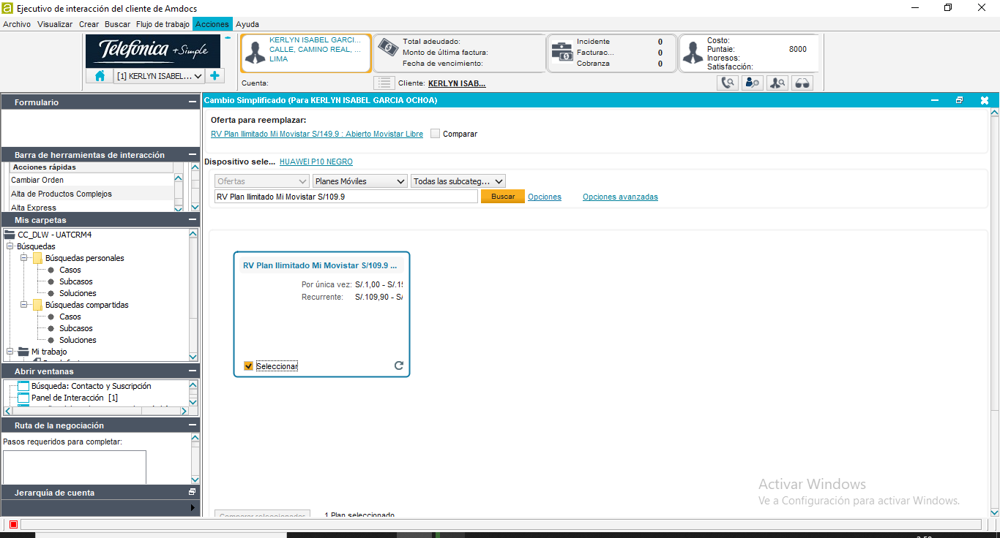 Ejecutivo de interacción del cliente de Amdocs
Archivo Visualizar Crear Buscar Flujo de trabajo Acciones Ayuda
Telefónica +Simple
[1] KERLYN ISABEL...
KERLYN ISABEL GARCI...
CALLE, CAMINO REAL, ...
LIMA
Total adeudado:
Monto de última factura:
Fecha de vencimiento:
Incidente 0
Facturac... 0
Cobranza 0
Costo:
Puntaie: 8000
Inoresos:
Satisfacción:
Cuenta:
Cliente: KERLYN ISAB...
Formulario
Barra de herramientas de interacción
Acciones rápidas
Cambiar Orden
Alta de Productos Complejos
Alta Express
Mis carpetas
CC_DLW - UATCRM4
Búsquedas
Búsquedas personales
Casos
Subcasos
Soluciones
Búsquedas compartidas
Casos
Subcasos
Soluciones
Mi trabajo
Abrir ventanas
Búsqueda: Contacto y Suscripción
Panel de Interacción [1]
Ruta de la negociación
Pasos requeridos para completar:
Jerarquía de cuenta
Cambio Simplificado (Para KERLYN ISABEL GARCIA OCHOA)
Oferta para reemplazar:
RV Plan Ilimitado Mi Movistar S/149.9 : Abierto Movistar Libre Comparar
Dispositivo sele... HUAWEI P10 NEGRO
Ofertas Planes Móviles Todas las subcateg...
RV Plan Ilimitado Mi Movistar S/109.9 Buscar Opciones Opciones avanzadas
RV Plan Ilimitado Mi Movistar S/109.9 ...
Por única vez: S/.1,00 - S/.15
Recurrente: S/.109,90 - S/
Seleccionar
Comparar seleccionados 1 Plan seleccionado
Activar Windows
Ve a Configuración para activar Windows.